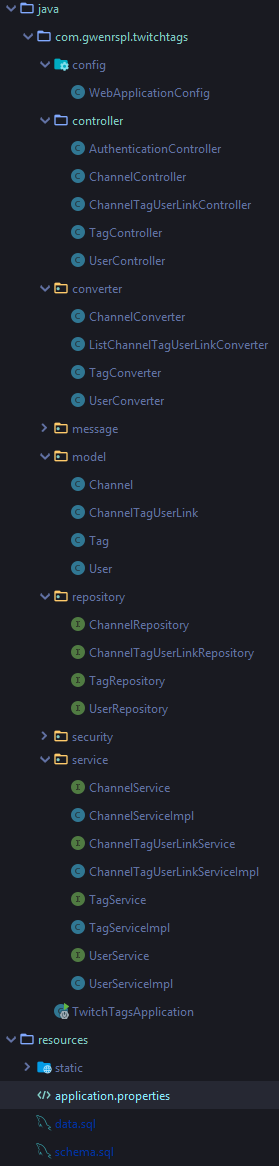 java
com.gwenrspl.twitchtags
config
WebApplicationConfig
controller
AuthenticationController
ChannelController
ChannelTagUserLinkController
TagController
UserController
converter
ChannelConverter
ListChannelTagUserLinkConverter
TagConverter
UserConverter
message
model
Channel
ChannelTagUserLink
Tag
User
repository
ChannelRepository
ChannelTagUserLinkRepository
TagRepository
UserRepository
security
service
ChannelService
ChannelServiceImpl
ChannelTagUserLinkService
ChannelTagUserLinkServiceImpl
TagService
TagServiceImpl
UserService
UserServiceImpl
TwitchTagsApplication
resources
static
application.properties
data.sql
schema.sql